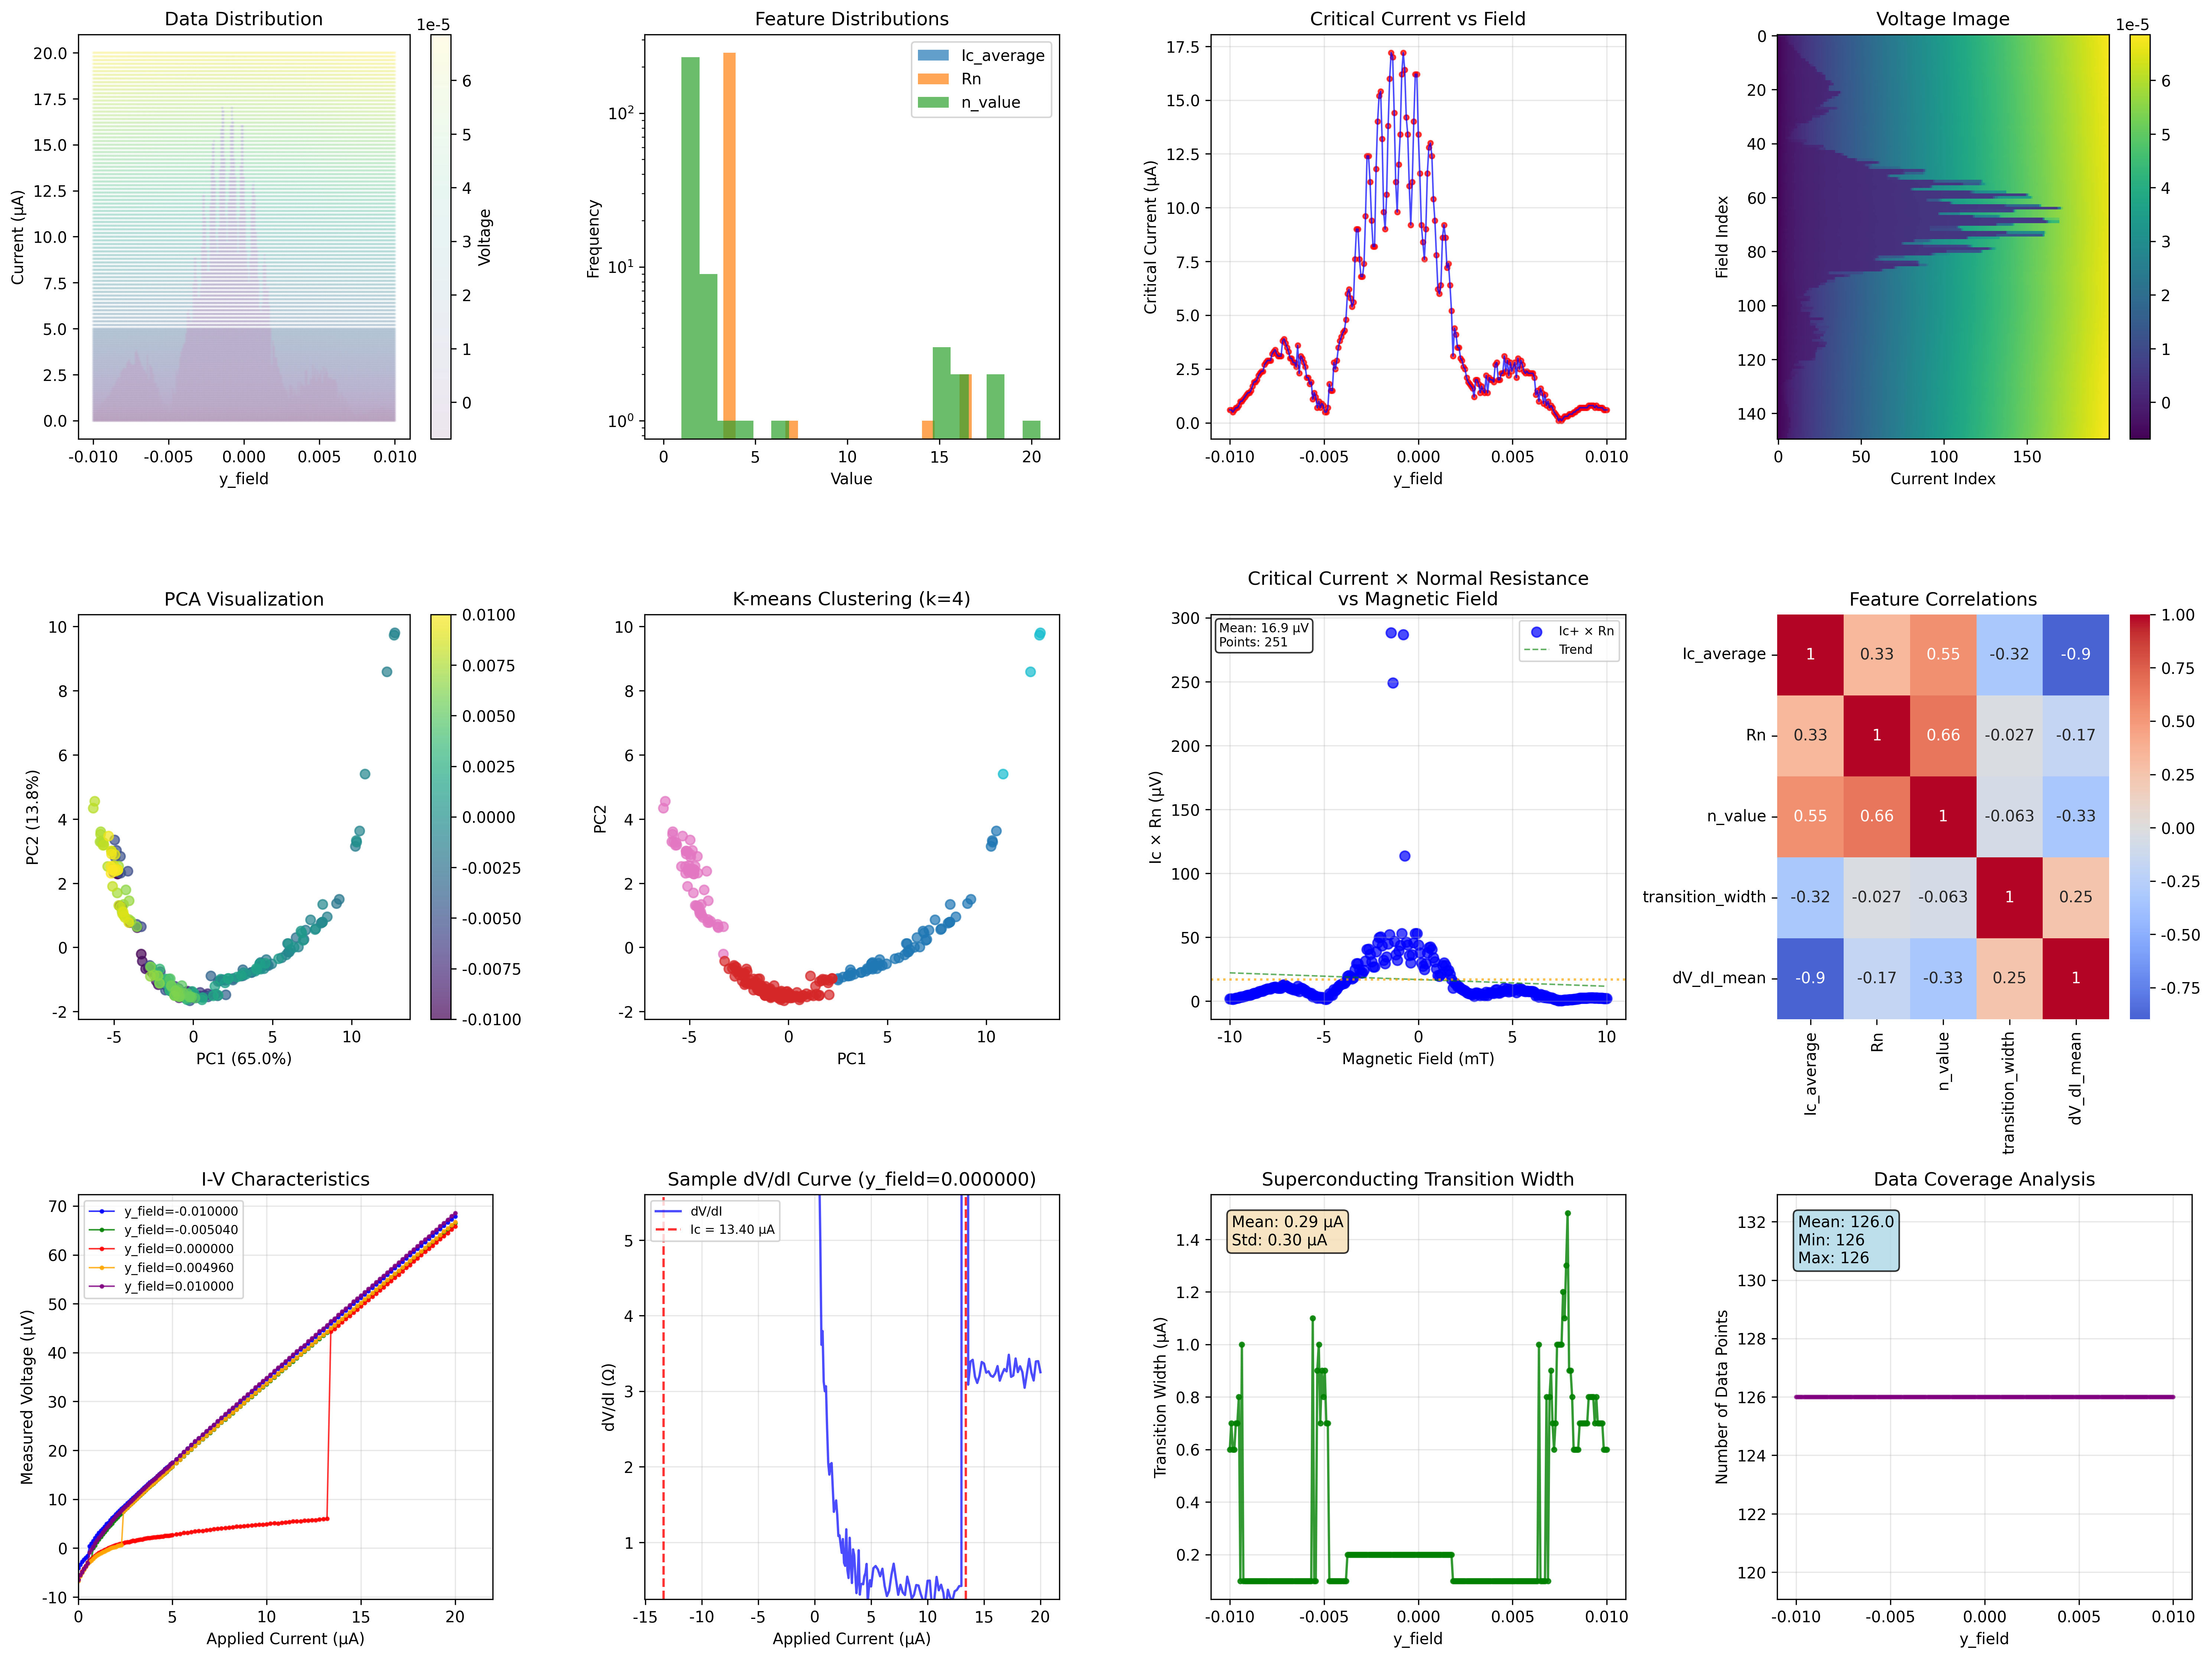 Data Distribution
1e-5
20.0
17.5
15.0
12.5
10.0
7.5
5.0
2.5
0.0
Current (μA)
-0.010
-0.005
0.000
0.005
0.010
y_field
6
5
4
3
2
1
0
Voltage
Feature Distributions
Ic_average
Rn
n_value
10²
10¹
10⁰
Frequency
0
5
10
15
20
Value
Critical Current vs Field
17.5
15.0
12.5
10.0
7.5
5.0
2.5
0.0
Critical Current (μA)
-0.010
-0.005
0.000
0.005
0.010
y_field
Voltage Image
1e-5
0
20
40
60
80
100
120
140
Field Index
0
50
100
150
Current Index
6
5
4
3
2
1
0
PCA Visualization
10
8
6
4
2
0
-2
PC2 (13.8%)
-5
0
5
10
PC1 (65.0%)
0.0100
0.0075
0.0050
0.0025
0.0000
-0.0025
-0.0050
-0.0075
-0.0100
K-means Clustering (k=4)
10
8
6
4
2
0
-2
PC2
-5
0
5
10
PC1
Critical Current × Normal Resistance
vs Magnetic Field
Mean: 16.9 μV
Points: 251
Ic+ × Rn
Trend
300
250
200
150
100
50
0
Ic × Rn (μV)
-10
-5
0
5
10
Magnetic Field (mT)
Feature Correlations
Ic_average
1 0.33 0.55 -0.32 -0.9
Rn
0.33 1 0.66 -0.027 -0.17
n_value
0.55 0.66 1 -0.063 -0.33
transition_width
-0.32 -0.027 -0.063 1 0.25
dV_dI_mean
-0.9 -0.17 -0.33 0.25 1
Ic_average
Rn
n_value
transition_width
dV_dI_mean
1.00
0.75
0.50
0.25
0.00
-0.25
-0.50
-0.75
I-V Characteristics
y_field=-0.010000
y_field=-0.005040
y_field=0.000000
y_field=0.004960
y_field=0.010000
70
60
50
40
30
20
10
0
-10
Measured Voltage (μV)
0
5
10
15
20
Applied Current (μA)
Sample dV/dI Curve (y_field=0.000000)
dV/dI
Ic = 13.40 μA
5
4
3
2
1
dV/dI (Ω)
-15
-10
-5
0
5
10
15
20
Applied Current (μA)
Superconducting Transition Width
Mean: 0.29 μA
Std: 0.30 μA
1.4
1.2
1.0
0.8
0.6
0.4
0.2
Transition Width (μA)
-0.010
-0.005
0.000
0.005
0.010
y_field
Data Coverage Analysis
Mean: 126.0
Min: 126
Max: 126
132
130
128
126
124
122
120
Number of Data Points
-0.010
-0.005
0.000
0.005
0.010
y_field